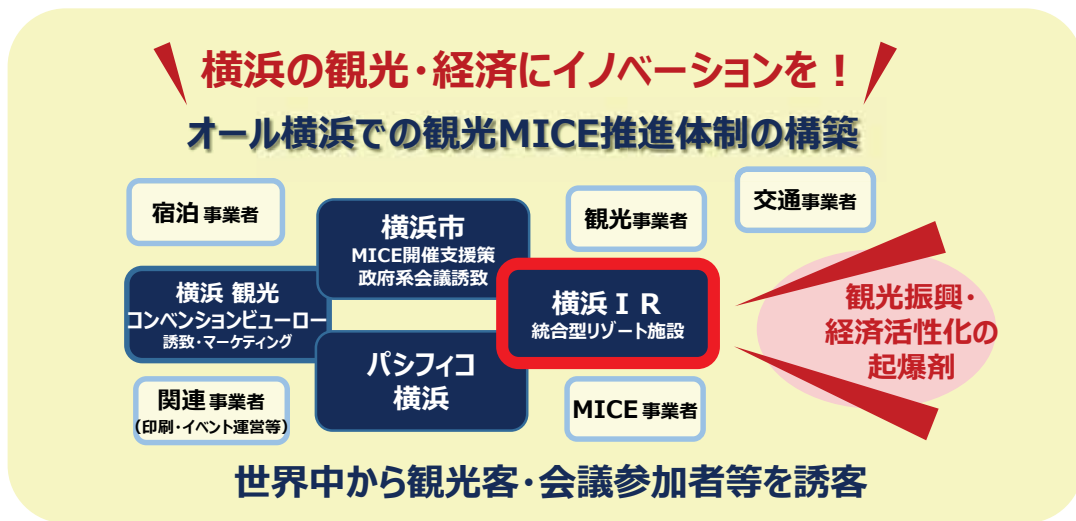 横浜の観光・経済にイノベーションを！
オール横浜での観光MICE推進体制の構築
宿泊事業者
横浜市
MICE開催支援策
政府系会議誘致
観光事業者
交通事業者
横浜 観光
コンベンションビューロー
誘致・マーケティング
横浜ＩＲ
統合型リゾート施設
観光振興・
経済活性化の
起爆剤
パシフィコ
横浜
関連事業者
（印刷・イベント運営等）
MICE事業者
世界中から観光客・会議参加者等を誘客